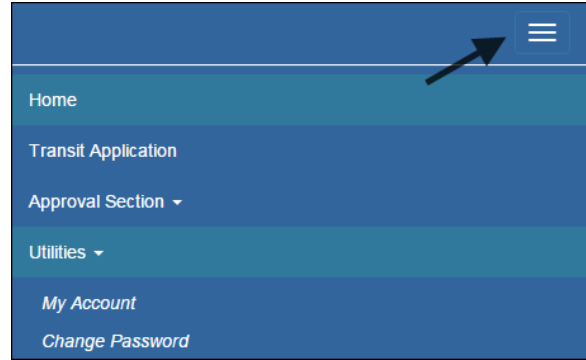 Home
Transit Application
Approval Section
Utilities
My Account
Change Password